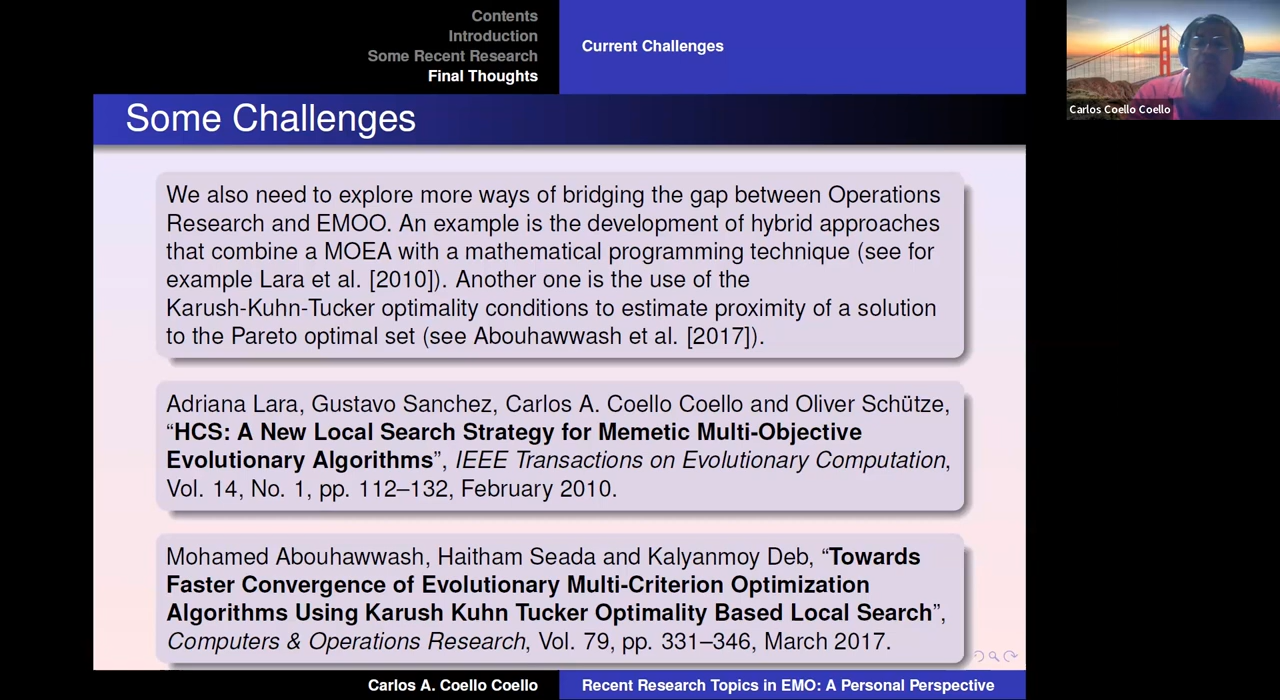 Contents
Introduction
Some Recent Research
Final Thoughts
Current Challenges
Carlos Coello Coello
Some Challenges
We also need to explore more ways of bridging the gap between Operations
Research and EMOO. An example is the development of hybrid approaches
that combine a MOEA with a mathematical programming technique (see for
example Lara et al. [2010]). Another one is the use of the
Karush-Kuhn-Tucker optimality conditions to estimate proximity of a solution
to the Pareto optimal set (see Abouhawwash et al. [2017]).
Adriana Lara, Gustavo Sanchez, Carlos A. Coello Coello and Oliver Schütze,
“HCS: A New Local Search Strategy for Memetic Multi-Objective
Evolutionary Algorithms”, IEEE Transactions on Evolutionary Computation,
Vol. 14, No. 1, pp. 112–132, February 2010.
Mohamed Abouhawwash, Haitham Seada and Kalyanmoy Deb, “Towards
Faster Convergence of Evolutionary Multi-Criterion Optimization
Algorithms Using Karush Kuhn Tucker Optimality Based Local Search”,
Computers & Operations Research, Vol. 79, pp. 331–346, March 2017.
Carlos A. Coello Coello
Recent Research Topics in EMO: A Personal Perspective